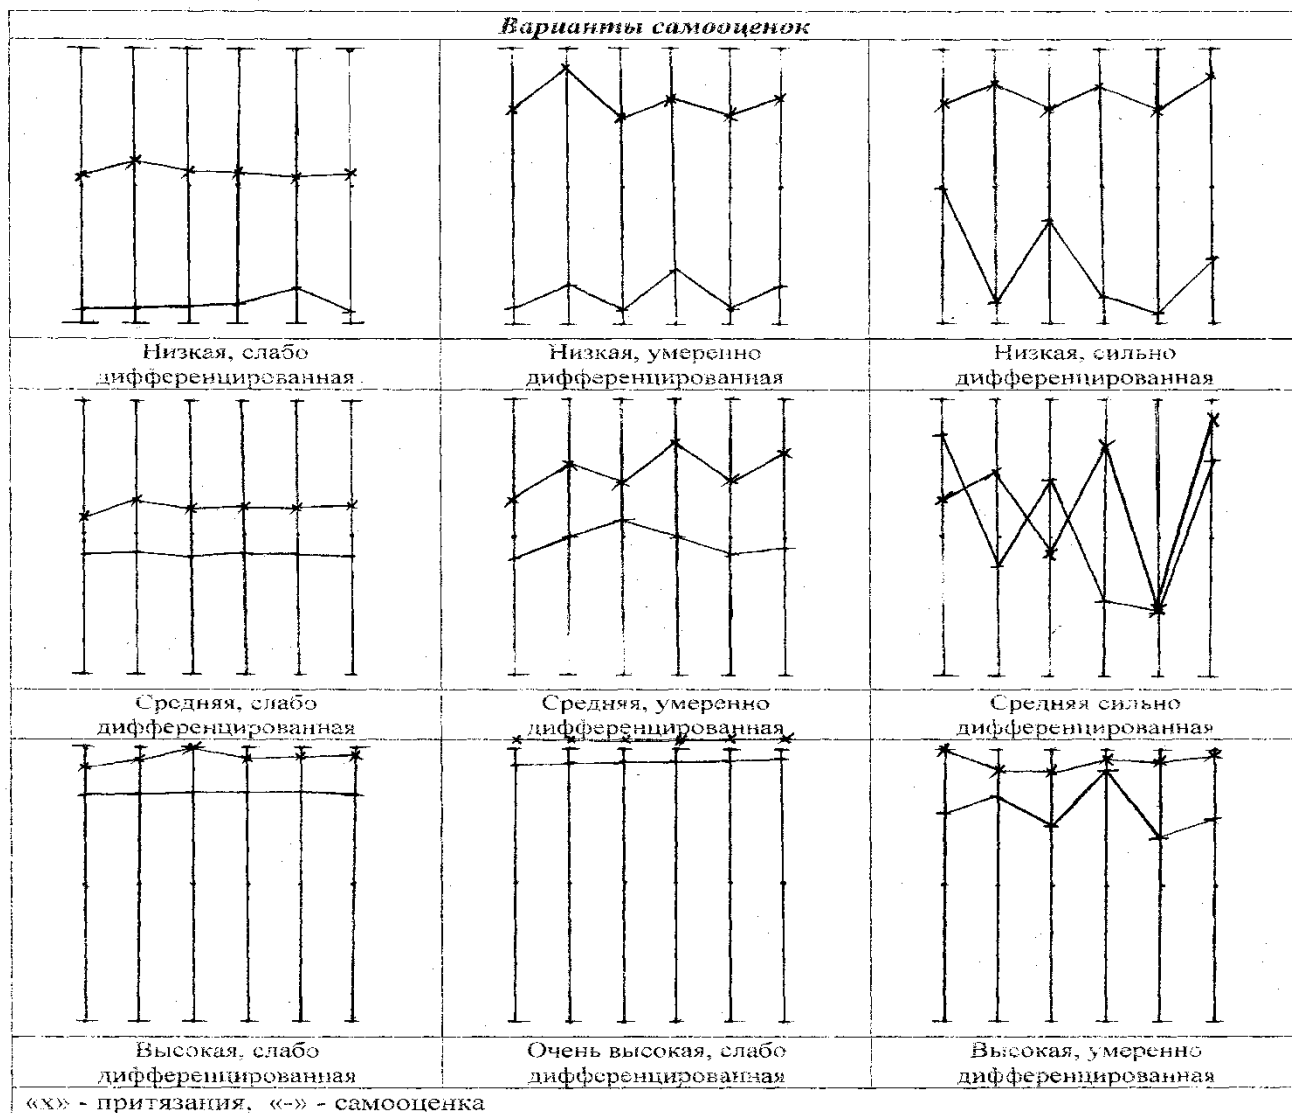 Варианты самооценок
Низкая, слабо
дифференцированная
Низкая, умеренно
дифференцированная
Низкая, сильно
дифференцированная
Средняя, слабо
дифференцированная
Средняя, умеренно
дифференцированная
Средняя сильно
дифференцированная
Высокая, слабо
дифференцированная
Очень высокая, слабо
дифференцированная
Высокая, умеренно
дифференцированная
«х» - притязания, «-» - самооценка